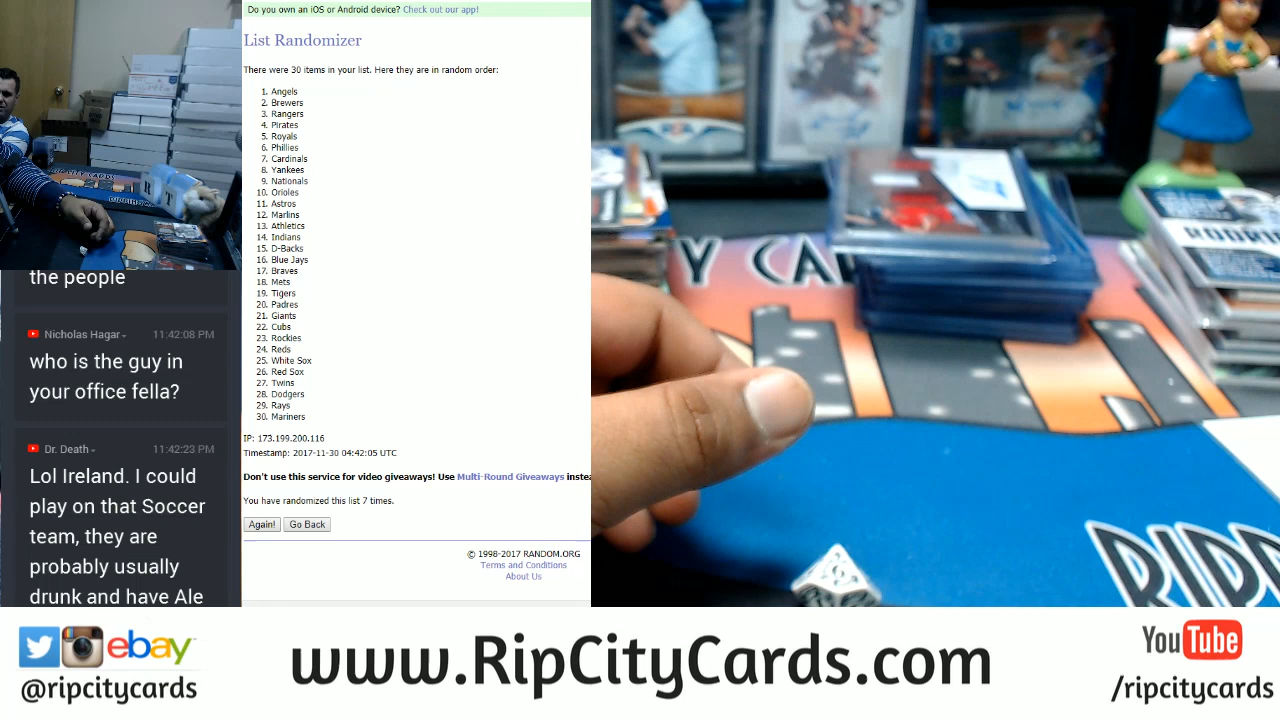 Do you own an iOS or Android device? Check out our app!
List Randomizer
There were 30 items in your list. Here they are in random order:
1. Angels
2. Brewers
3. Rangers
4. Pirates
5. Royals
6. Phillies
7. Cardinals
8. Yankees
9. Nationals
10. Orioles
11. Astros
12. Marlins
13. Athletics
14. Indians
15. D-Backs
16. Blue Jays
17. Braves
18. Mets
19. Tigers
20. Padres
21. Giants
22. Cubs
23. Rockies
24. Reds
25. White Sox
26. Red Sox
27. Twins
28. Dodgers
29. Rays
30. Mariners
IP: 173.199.200.116
Timestamp: 2017-11-30 04:42:05 UTC
Don't use this service for video giveaways! Use Multi-Round Giveaways inste
You have randomized this list 7 times.
Again! Go Back
© 1998-2017 RANDOM.ORG
Terms and Conditions
About Us
the people
Nicholas Hagar 11:42:08 PM
who is the guy in
your office fella?
Dr. Death 11:42:23 PM
Lol Ireland. I could
play on that Soccer
team, they are
probably usually
drunk and have Ale
R T
Y CA
RODRI
RIPP
ebay
@ripcitycards
www.RipCityCards.com
YouTube
/ripcitycards